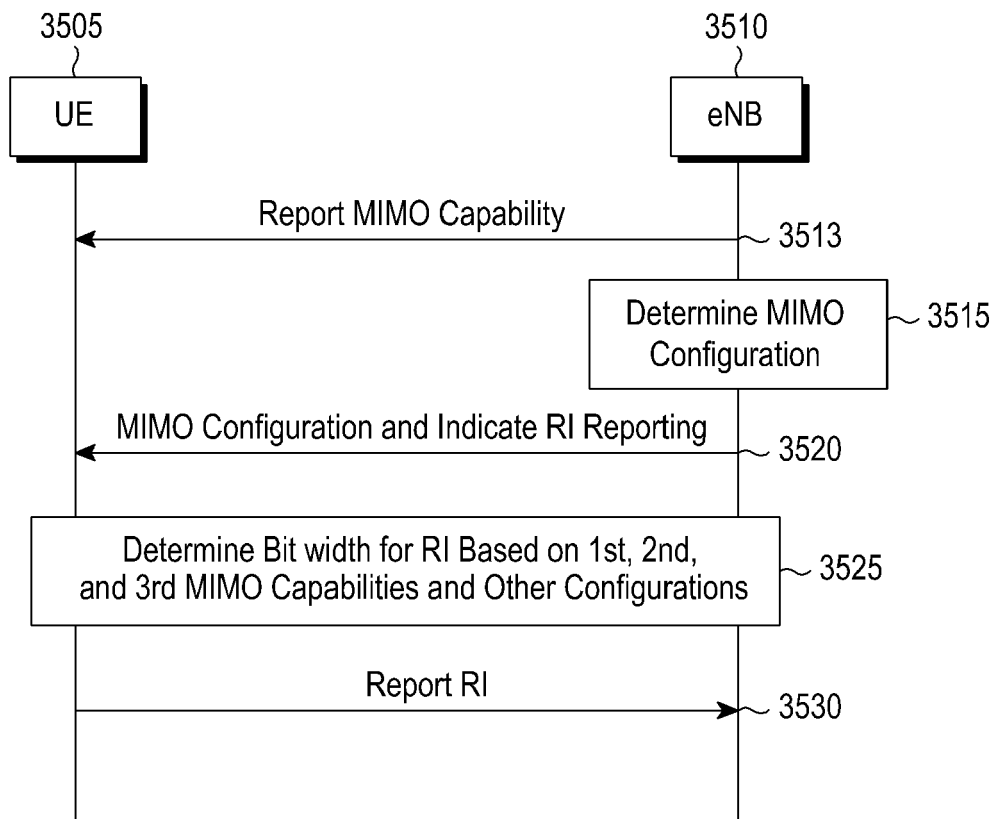 3505
3510
UE
eNB
Report MIMO Capability
3513
Determine MIMO
Configuration
3515
MIMO Configuration and Indicate RI Reporting
3520
Determine Bit width for RI Based on 1st, 2nd,
and 3rd MIMO Capabilities and Other Configurations
3525
Report RI
3530